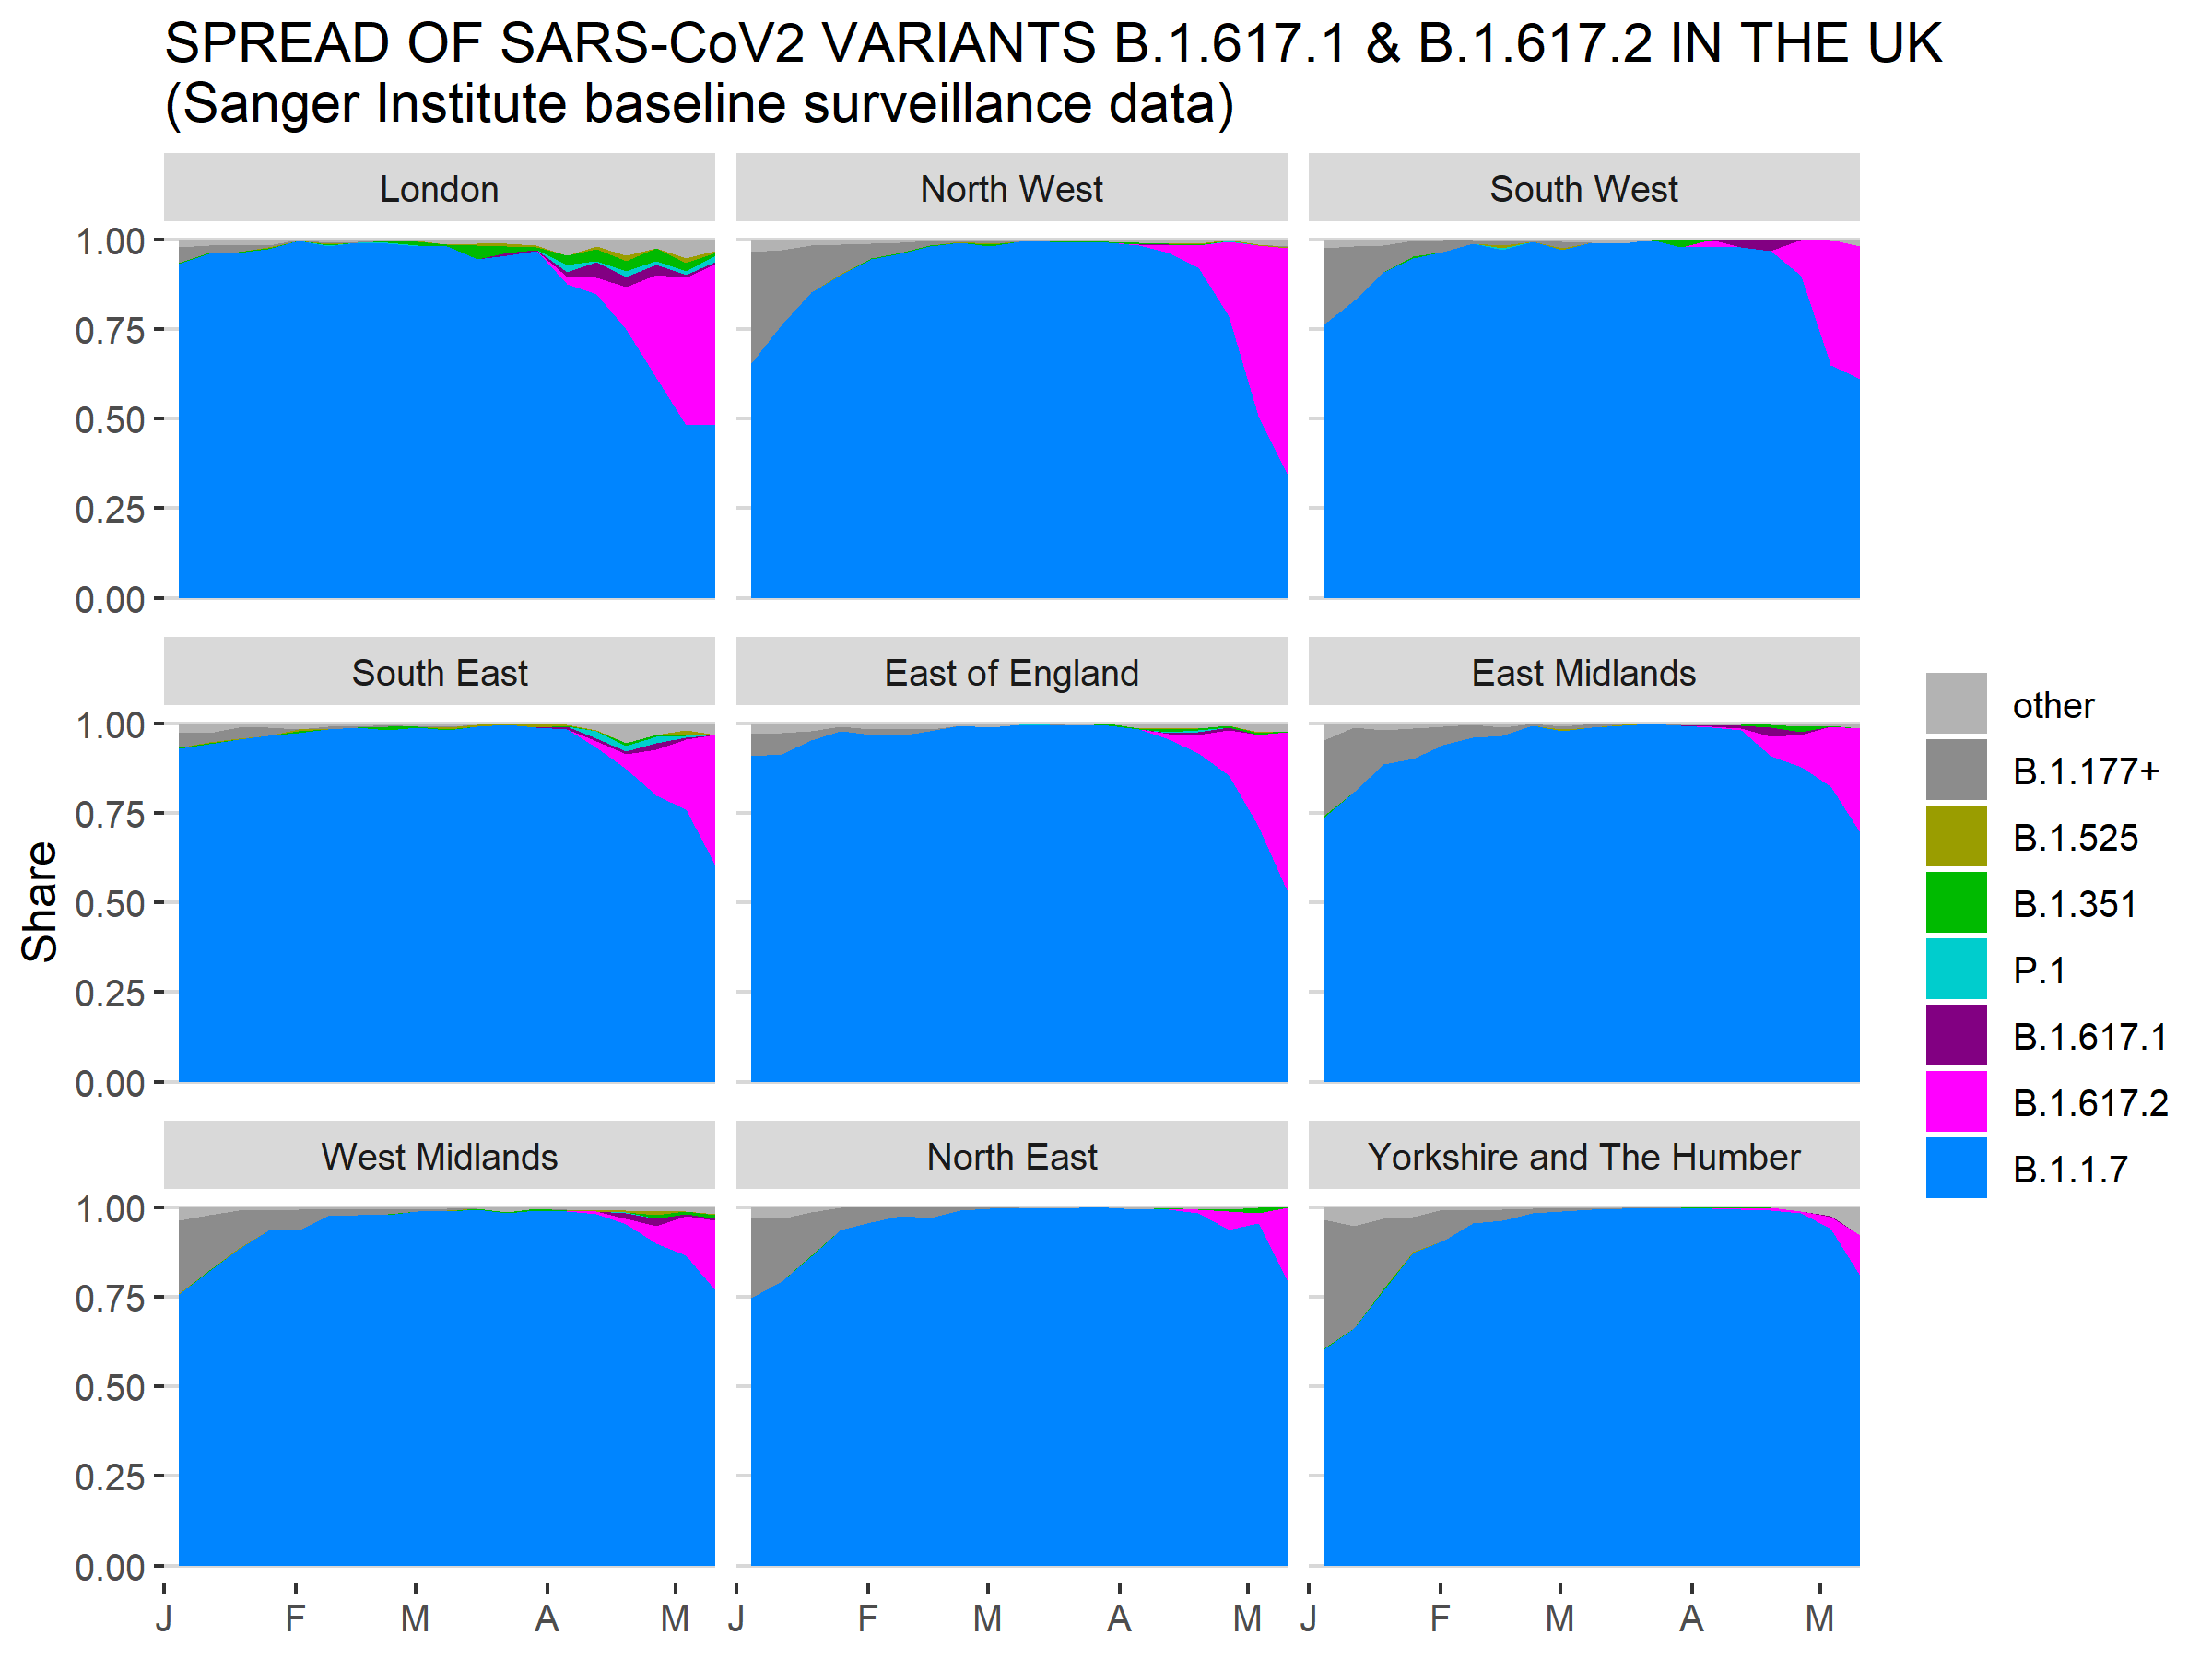 SPREAD OF SARS-CoV2 VARIANTS B.1.617.1 & B.1.617.2 IN THE UK
(Sanger Institute baseline surveillance data)
London
North West
South West
1.00
0.75
0.50
0.25
0.00
South East
East of England
East Midlands
1.00
0.75
0.50
0.25
0.00
West Midlands
North East
Yorkshire and The Humber
1.00
0.75
0.50
0.25
0.00
J F M A M
J F M A M
J F M A M
Share
other
B.1.177+
B.1.525
B.1.351
P.1
B.1.617.1
B.1.617.2
B.1.1.7